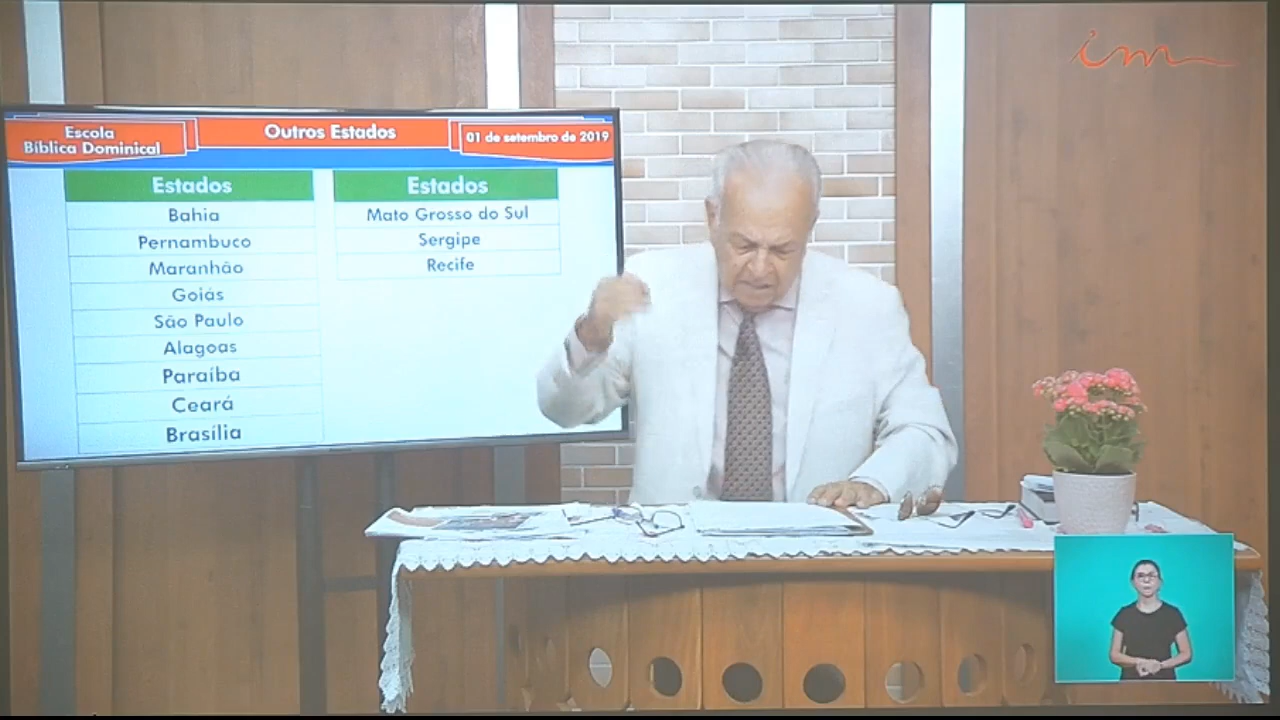 im
Escola
Bíblica Dominical
Outros Estados
01 de setembro de 2019
Estados
Bahia
Pernambuco
Maranhão
Goiás
São Paulo
Alagoas
Paraíba
Ceará
Brasília
Estados
Mato Grosso do Sul
Sergipe
Recife